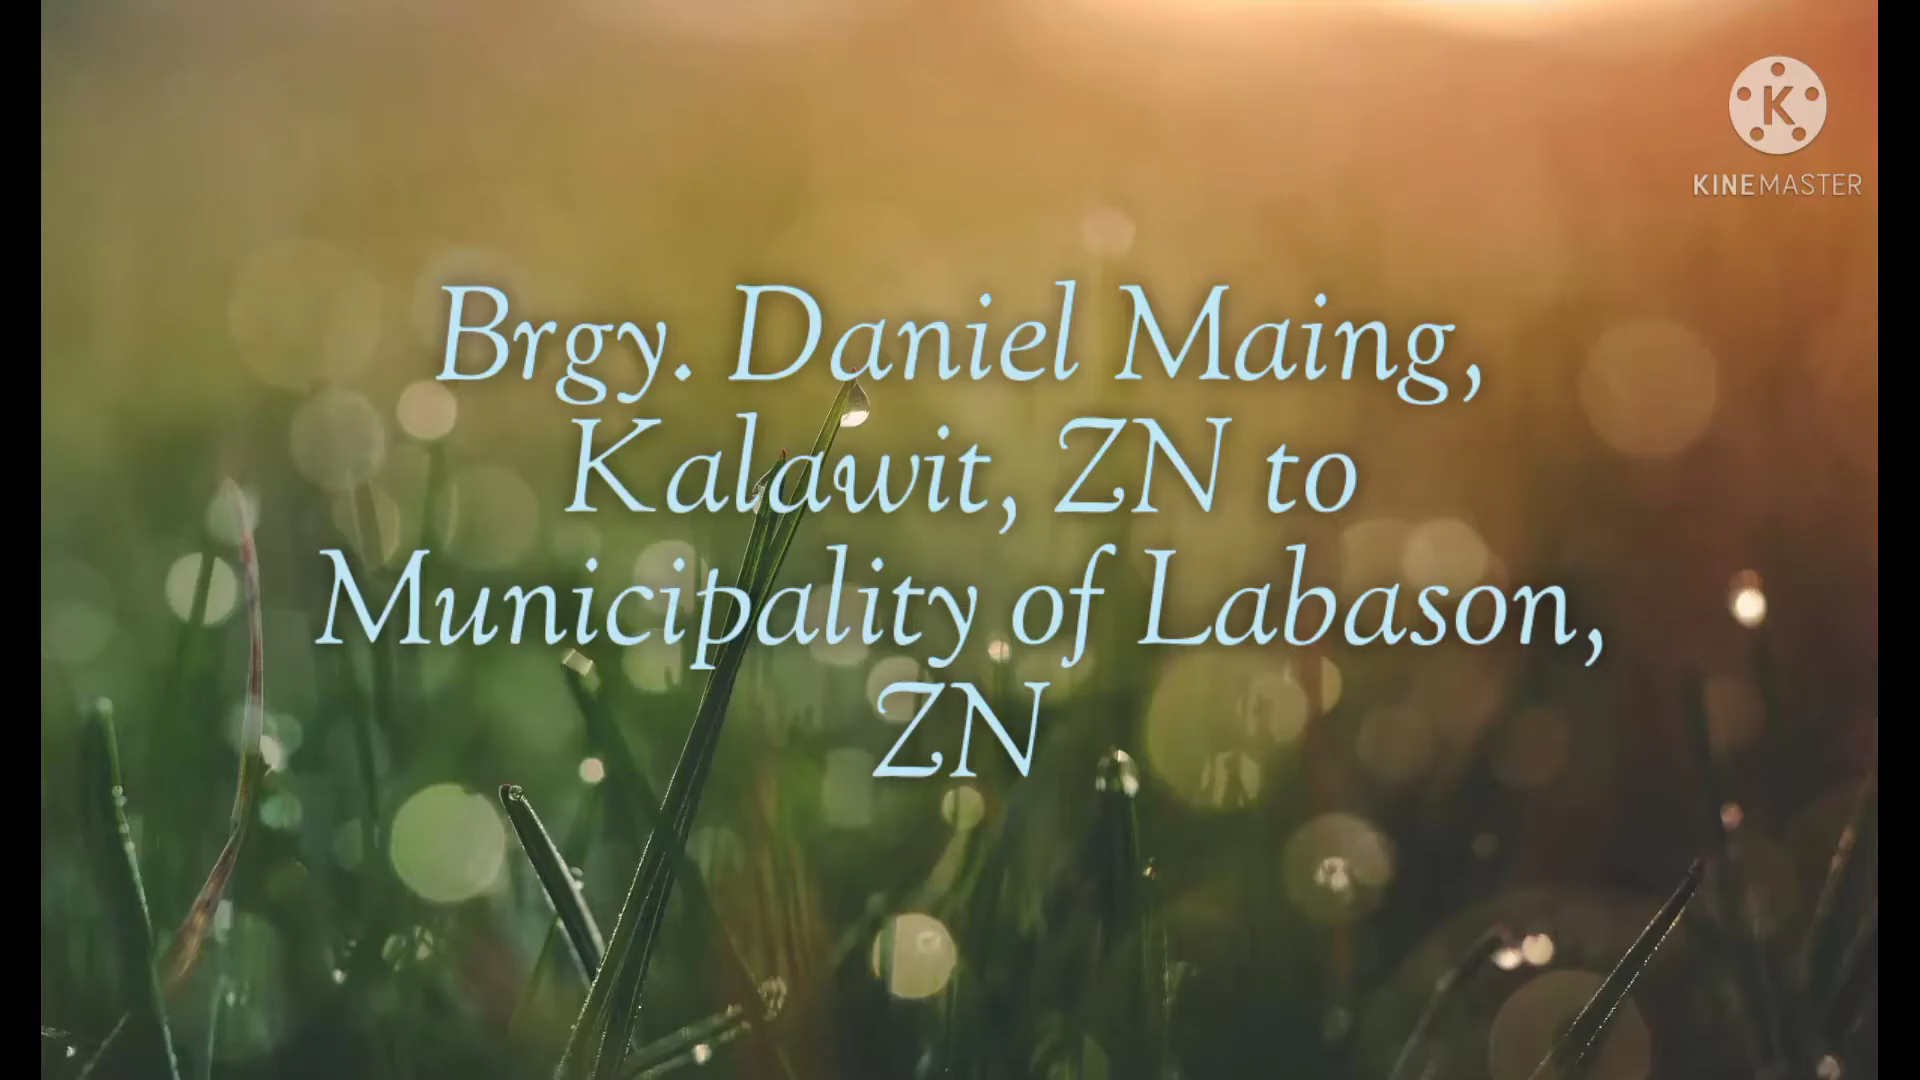 K
KINEMASTER
Brgy. Daniel Maing,
Kalawit, ZN to
Municipality of Labason,
ZN